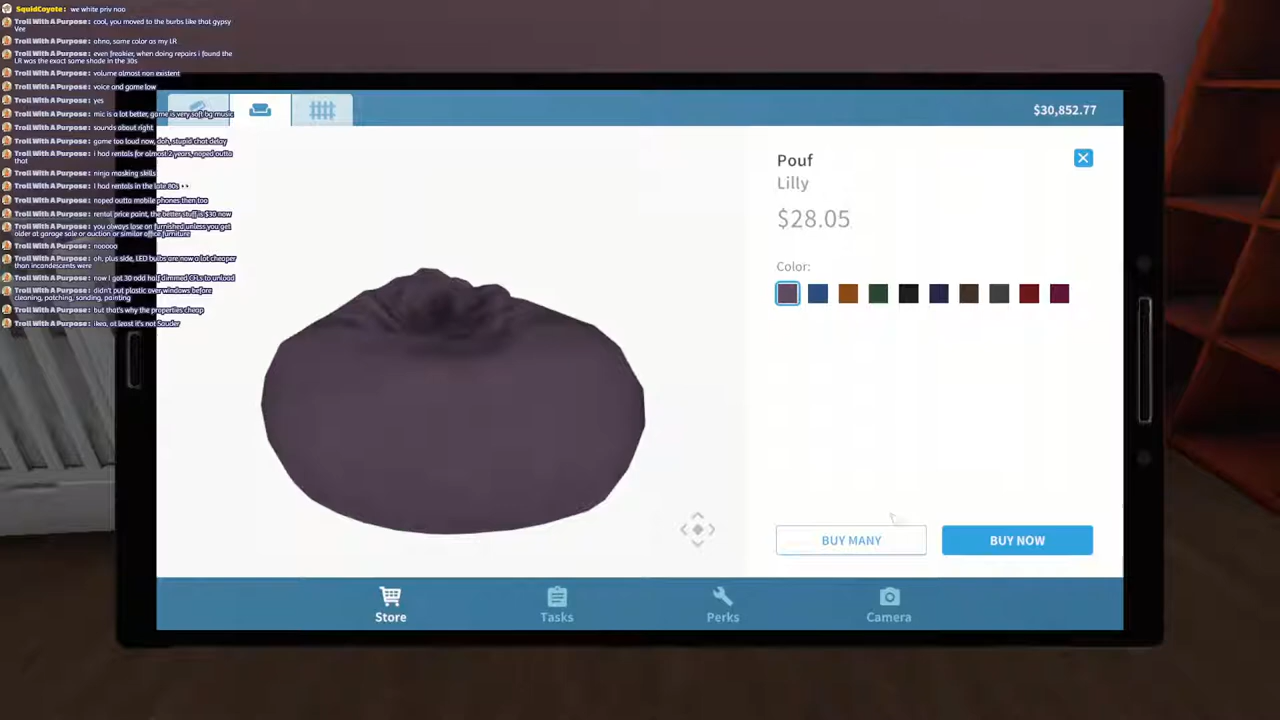 SquidCoyote: we white priv nao
Troll With A Purpose: cool, you moved to the burbs like that gypsy
Vee
Troll With A Purpose: ohno, same color as my LR
Troll With A Purpose: even freakier, when doing repairs i found the
LR was the exact same shade in the 30s
Troll With A Purpose: volume almost non existent
Troll With A Purpose: voice and game low
Troll With A Purpose: yes
Troll With A Purpose: mic is a lot better, game is very soft bg music
Troll With A Purpose: sounds about right
Troll With A Purpose: game too loud now, doh, stupid chat delay
Troll With A Purpose: I had rentals for almost 2 years, noped outta
that
Troll With A Purpose: ninja masking skills
Troll With A Purpose: I had rentals in the late 80s
Troll With A Purpose: noped outta mobile phones then too
Troll With A Purpose: rental price point, the better stuff is $30 now
Troll With A Purpose: you always lose on furnished unless you get
older at garage sale or auction or similar office furniture
Troll With A Purpose: nooooo
Troll With A Purpose: oh, plus side, LED bulbs are now a lot cheaper
than incandescents were
Troll With A Purpose: now I got 30 odd half dimmed CFLs to unload
Troll With A Purpose: didn't put plastic over windows before
cleaning, patching, sanding, painting
Troll With A Purpose: but that's why the properties cheap
Troll With A Purpose: ikea, at least it's not Sauder
$30,852.77
Pouf
Lilly
$28.05
Color:
BUY MANY
BUY NOW
Store
Tasks
Perks
Camera